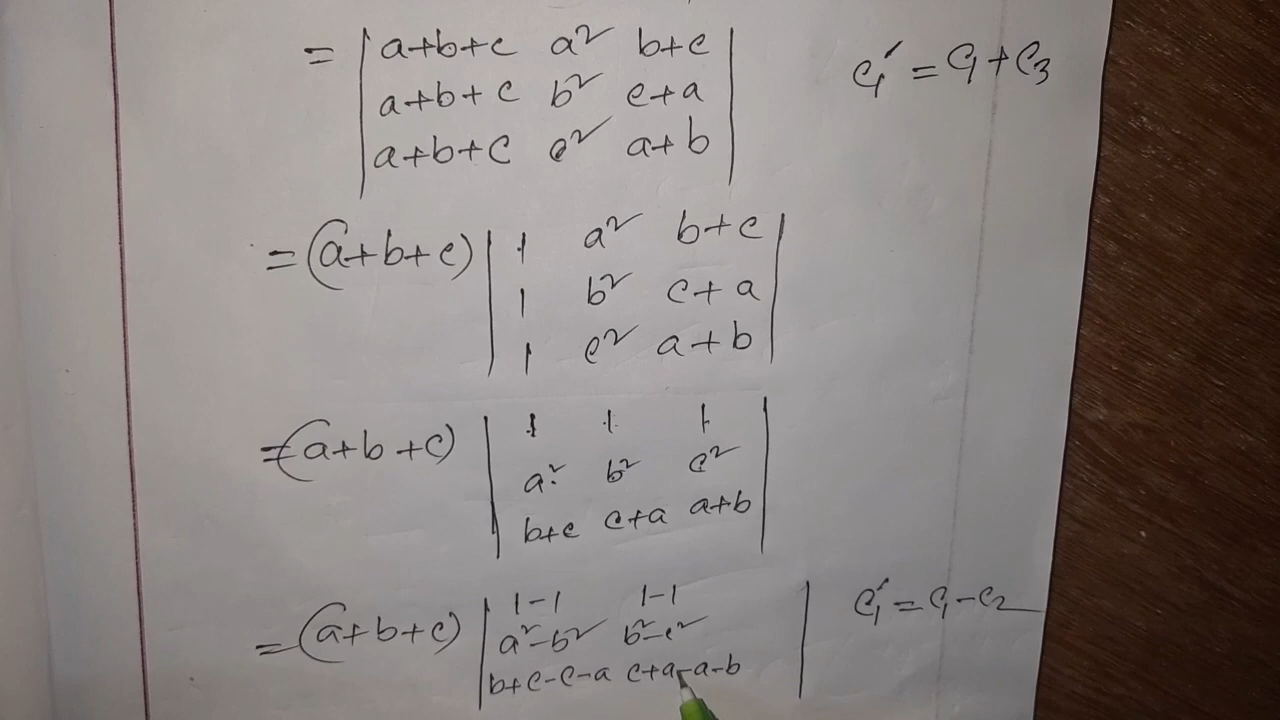 = | a+b+c a² b+c | c₁′ = c₁+c₃
| a+b+c b² c+a |
| a+b+c c² a+b |
= (a+b+c) | 1 a² b+c |
| 1 b² c+a |
| 1 c² a+b |
= (a+b+c) | 1 1 1 |
| a² b² c² |
| b+c c+a a+b |
= (a+b+c) | 1-1 1-1 | c₁′ = c₁-c₂
| a²-b² b²-c² |
| b+c-c-a c+a-a-b |